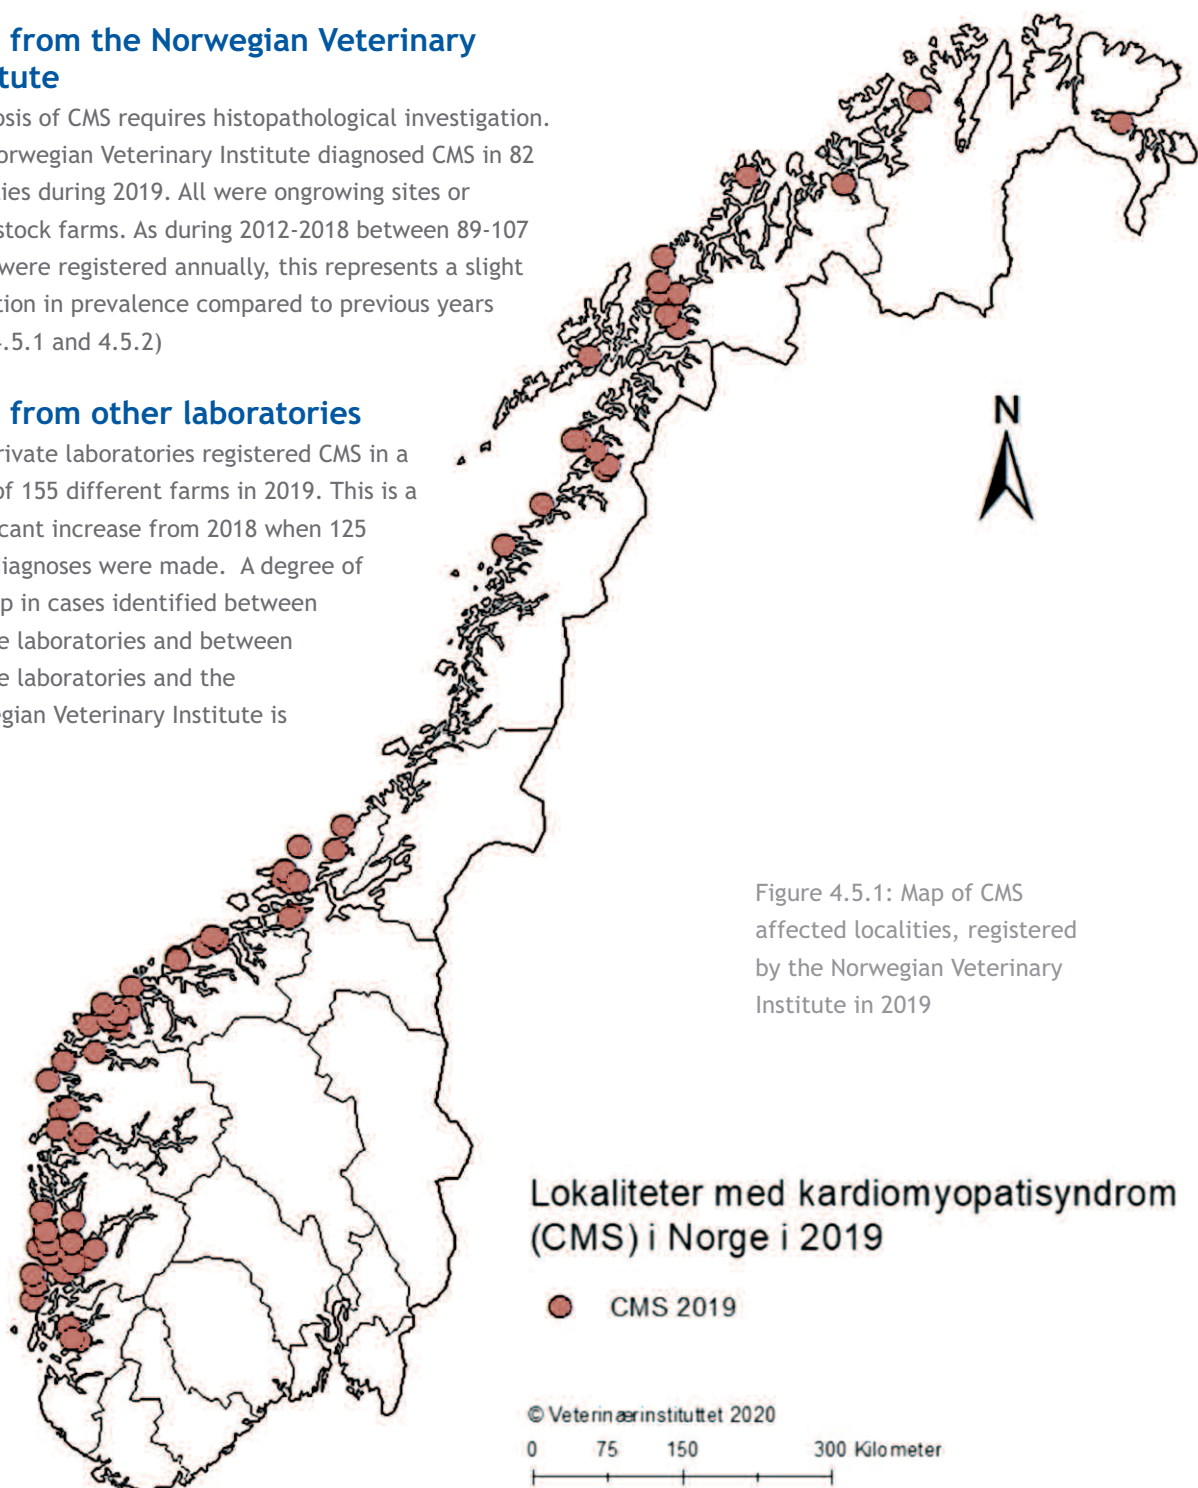 from the Norwegian Veterinary
tute
osis of CMS requires histopathological investigation.
orwegian Veterinary Institute diagnosed CMS in 82
ies during 2019. All were ongrowing sites or
stock farms. As during 2012-2018 between 89-107
were registered annually, this represents a slight
tion in prevalence compared to previous years
4.5.1 and 4.5.2)
from other laboratories
rivate laboratories registered CMS in a
of 155 different farms in 2019. This is a
icant increase from 2018 when 125
diagnoses were made. A degree of
p in cases identified between
e laboratories and between
e laboratories and the
egian Veterinary Institute is
N
Figure 4.5.1: Map of CMS
affected localities, registered
by the Norwegian Veterinary
Institute in 2019
Lokaliteter med kardiomyopatisyndrom
(CMS) i Norge i 2019
CMS 2019
© Veterinærinstituttet 2020
0 75 150 300 Kilometer